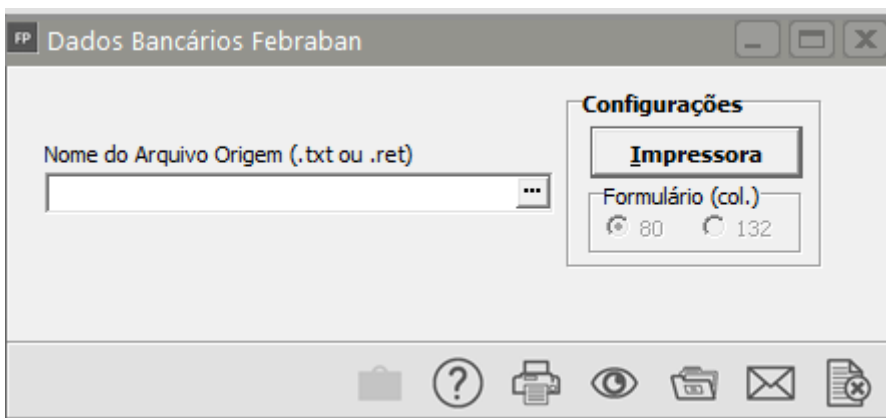 FP Dados Bancários Febraban
Configurações
Impressora
Nome do Arquivo Origem (.txt ou .ret)
...
Formulário (col.)
80 132
?